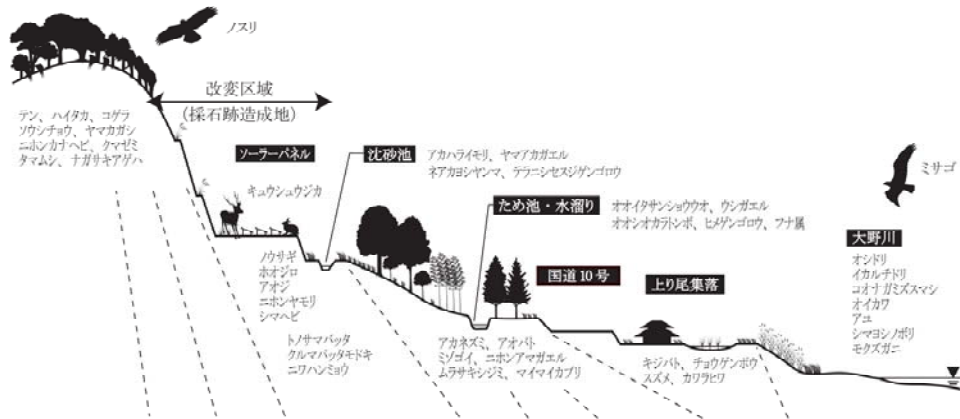 ノスリ
改変区域
(採石跡造成地)
テン、ハイタカ、コゲラ
ソウシチョウ、ヤマカガシ
ニホンカナヘビ、クマゼミ
タマムシ、ナガサキアゲハ
ソーラーパネル
キュウシュウジカ
沈砂池
アカハライモリ、ヤマアカガエル
ネアカヨシヤンマ、テラニシセスジゲンゴロウ
ミサゴ
ため池・水溜り
オオイタサンショウウオ、ウシガエル
オオシオカラトンボ、ヒメゲンゴロウ、フナ属
大野川
オシドリ
イカルチドリ
コオナガミズスマシ
オイカワ
アユ
シマヨシノボリ
モクズガニ
ノウサギ
ホオジロ
アオジ
ニホンヤモリ
シマヘビ
国道10号
上り尾集落
トノサマバッタ
クルマバッタモドキ
ニワハンミョウ
アカネズミ、アオバト
ミゾゴイ、ニホンアマガエル
ムラサキシジミ、マイマイカブリ
キジバト、チョウゲンボウ
スズメ、カワラヒワ